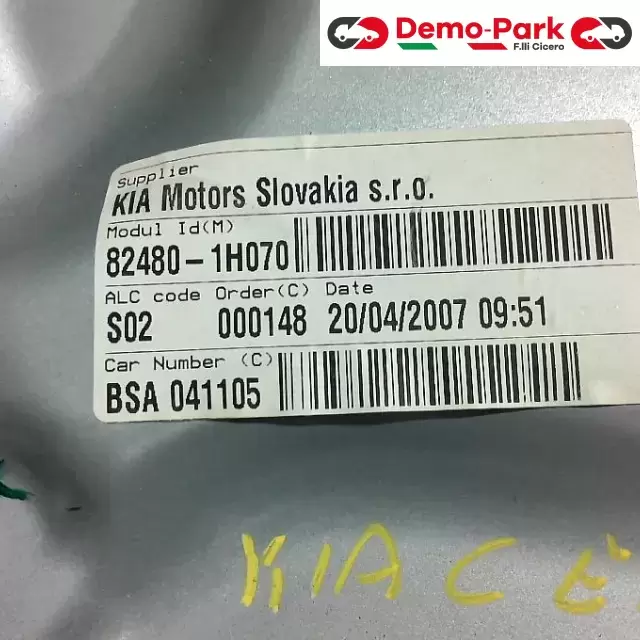 Demo-Park
F.lli Cicero
Supplier
KIA Motors Slovakia s.r.o.
Modul Id(M)
82480-1H070
ALC code Order(C) Date
S02 000148 20/04/2007 09:51
Car Number (C)
BSA 041105
KIA CE